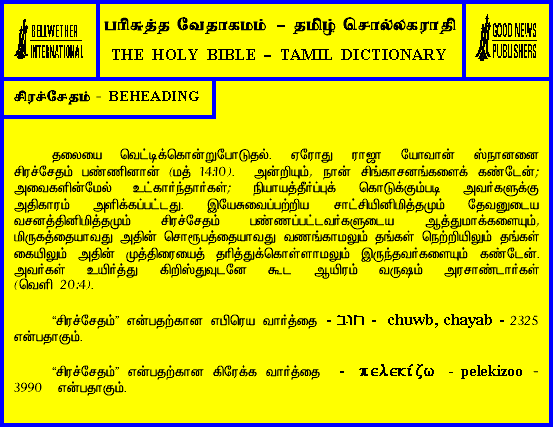 BELLWETHER
INTERNATIONAL
பரிசுத்த வேதாகமம் – தமிழ் சொல்லகராதி
THE HOLY BIBLE – TAMIL DICTIONARY
GOOD NEWS
PUBLISHERS
சிரச்சேதம் - BEHEADING
தலையை வெட்டிக்கொன்றுபோடுதல். ஏரோது ராஜா யோவான் ஸ்நானனை
சிரச்சேதம் பண்ணினான் (மத் 14:10). அன்றியும், நான் சிங்காசனங்களைக் கண்டேன்;
அவைகளின்மேல் உட்கார்ந்தார்கள்; நியாயத்தீர்ப்புக் கொடுக்கும்படி அவர்களுக்கு
அதிகாரம் அளிக்கப்பட்டது. இயேசுவைப்பற்றிய சாட்சியினிமித்தமும் தேவனுடைய
வசனத்தினிமித்தமும் சிரச்சேதம் பண்ணப்பட்டவர்களுடைய ஆத்துமாக்களையும்,
மிருகத்தையாவது அதின் சொரூபத்தையாவது வணங்காமலும் தங்கள் நெற்றியிலும் தங்கள்
கையிலும் அதின் முத்திரையைத் தரித்துக்கொள்ளாமலும் இருந்தவர்களையும் கண்டேன்.
அவர்கள் உயிர்த்து கிறிஸ்துவுடனே கூட ஆயிரம் வருஷம் அரசாண்டார்கள்
(வெளி 20:4).
“சிரச்சேதம்” என்பதற்கான எபிரெய வார்த்தை - חוב - chuwb, chayab - 2325
என்பதாகும்.
“சிரச்சேதம்” என்பதற்கான கிரேக்க வார்த்தை - πελεκίζω - pelekizoo -
3990 என்பதாகும்.